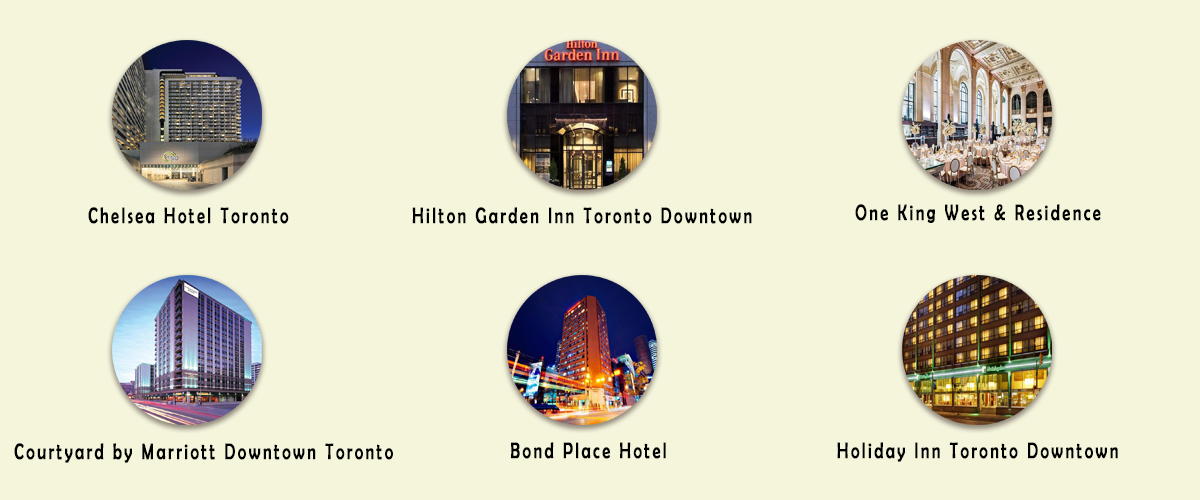 Hilton
Garden Inn
Chelsea Hotel Toronto
Hilton Garden Inn Toronto Downtown
One King West & Residence
Courtyard by Marriott Downtown Toronto
Bond Place Hotel
Holiday Inn Toronto Downtown